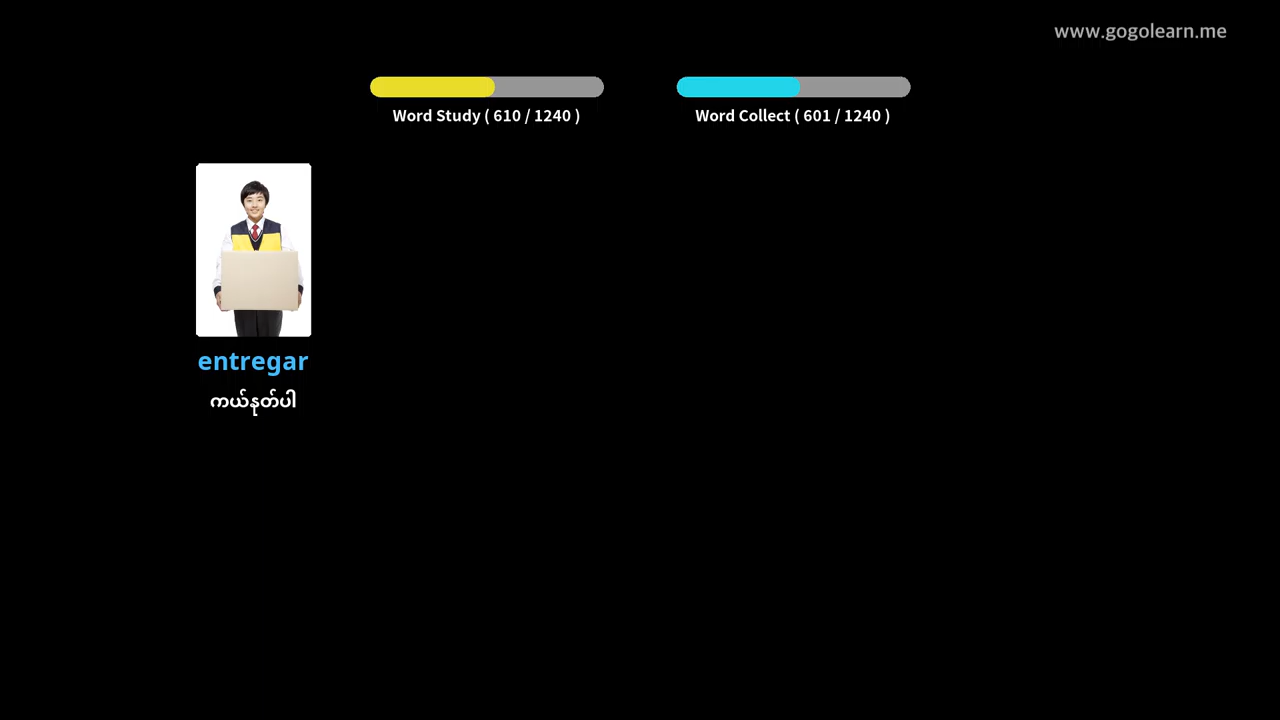 www.gogolearn.me
Word Study ( 610 / 1240 )
Word Collect ( 601 / 1240 )
entregar
ကယ်နုတ်ပါ